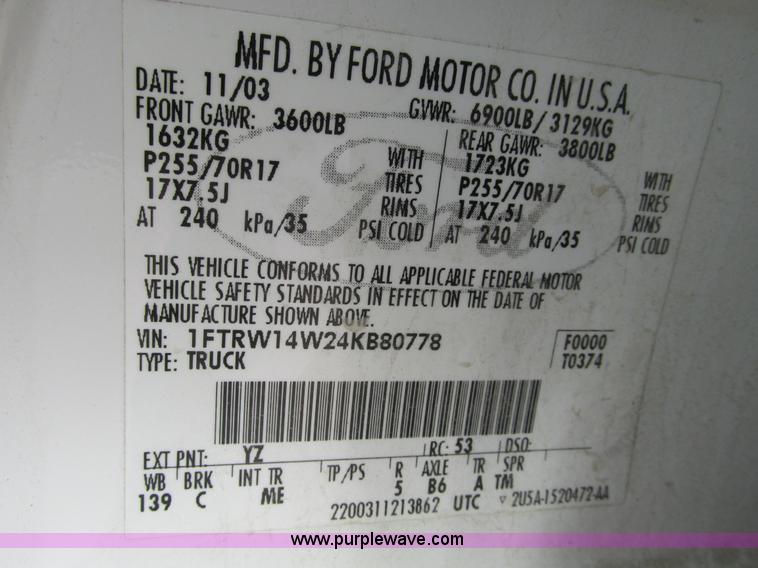 MFD. BY FORD MOTOR CO. IN U.S.A.
DATE: 11/03 GVWR: 6900LB/3129KG
FRONT GAWR: 3600LB REAR GAWR: 3800LB
1632KG WITH 1723KG WITH
P255/70R17 TIRES P255/70R17 TIRES
17X7.5J RIMS 17X7.5J RIMS
AT 240 kPa/35 PSI COLD AT 240 kPa/35 PSI COLD
Ford
THIS VEHICLE CONFORMS TO ALL APPLICABLE FEDERAL MOTOR
VEHICLE SAFETY STANDARDS IN EFFECT ON THE DATE OF
MANUFACTURE SHOWN ABOVE.
VIN: 1FTRW14W24KB80778 F0000
TYPE: TRUCK T0374
EXT PNT: YZ RC: 53 DSO:
WB BRK INT TR TP/PS R AXLE TR SPR
139 C ME 5 B6 A TM
2200311213862 UTC 2U5A-1520472-AA
www.purplewave.com